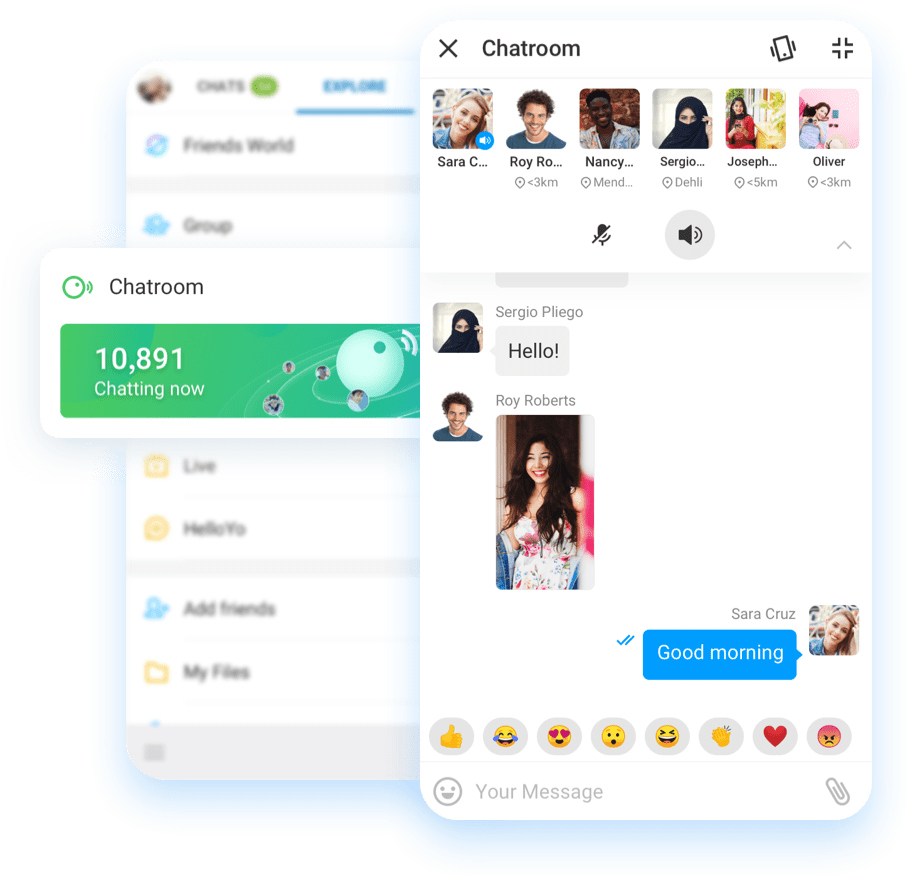 CHATS
EXPLORE
Friends World
Group
Chatroom
10,891
Chatting now
Live
HelloYo
Add friends
My Files
Chatroom
Sara C...
Roy Ro...
Nancy...
Sergio...
Joseph...
Oliver
<3km
Mend...
Dehli
<5km
<3km
Sergio Pliego
Hello!
Roy Roberts
Sara Cruz
Good morning
Your Message